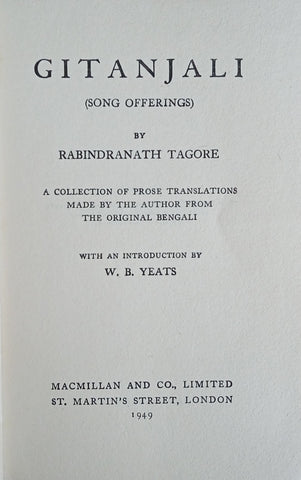 GITANJALI
(SONG OFFERINGS)
BY
RABINDRANATH TAGORE
A COLLECTION OF PROSE TRANSLATIONS
MADE BY THE AUTHOR FROM
THE ORIGINAL BENGALI
WITH AN INTRODUCTION BY
W. B. YEATS
MACMILLAN AND CO., LIMITED
ST. MARTIN'S STREET, LONDON
1949